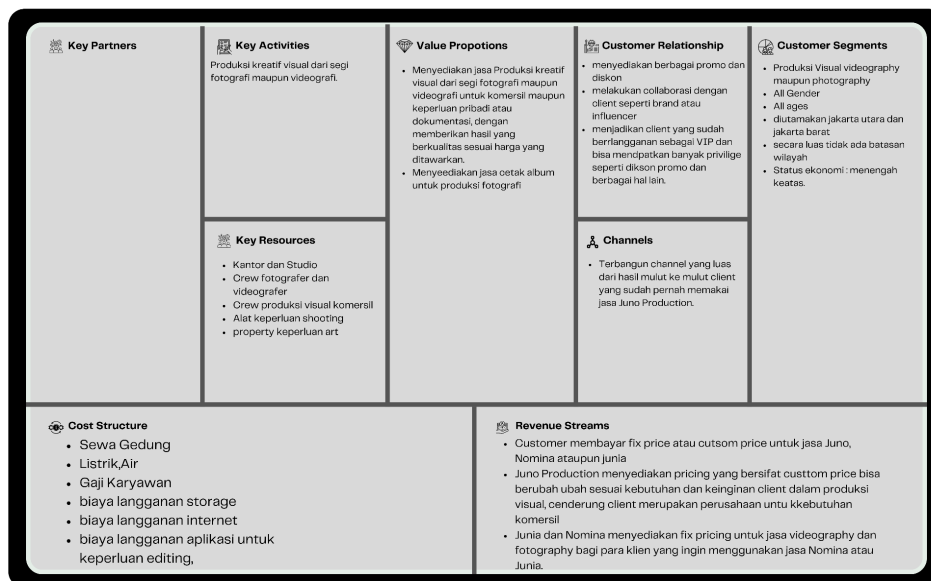 Key Partners
Key Activities
Produksi kreatif visual dari segi
fotografi maupun videografi.
Key Resources
Kantor dan Studio
Crew fotografer dan
videografer
Crew produksi visual komersil
Alat keperluan shooting
property keperluan art
Value Propotions
Menyediakan jasa Produksi kreatif
visual dari segi fotografi maupun
videografi untuk komersil maupun
keperluan pribadi atau
dokumentasi, dengan
memberikan hasil yang
berkualitas sesuai harga yang
ditawarkan.
Menyeediakan jasa cetak album
untuk produksi fotografi
Customer Relationship
menyediakan berbagai promo dan
diskon
melakukan collaborasi dengan
client seperti brand atau
influencer
menjadikan client yang sudah
berrlangganan sebagai VIP dan
bisa mendpatkan banyak privilige
seperti dikson promo dan
berbagai hal lain.
Channels
Terbangun channel yang luas
dari hasil mulut ke mulut client
yang sudah pernah memakai
jasa Juno Production.
Customer Segments
Produksi Visual videography
maupun photography
All Gender
All ages
diutamakan jakarta utara dan
jakarta barat
secara luas tidak ada batasan
wilayah
Status ekonomi : menengah
keatas.
Cost Structure
Sewa Gedung
Listrik,Air
Gaji Karyawan
biaya langganan storage
biaya langganan internet
biaya langganan aplikasi untuk
keperluan editing,
Revenue Streams
Customer membayar fix price atau cutsom price untuk jasa Juno,
Nomina ataupun junia
Juno Production menyediakan pricing yang bersifat custtom price bisa
berubah ubah sesuai kebutuhan dan keinginan client dalam produksi
visual, cenderung client merupakan perusahaan untu kkebutuhan
komersil
Junia dan Nomina menyediakan fix pricing untuk jasa videography dan
fotography bagi para klien yang ingin menggunakan jasa Nomina atau
Junia.